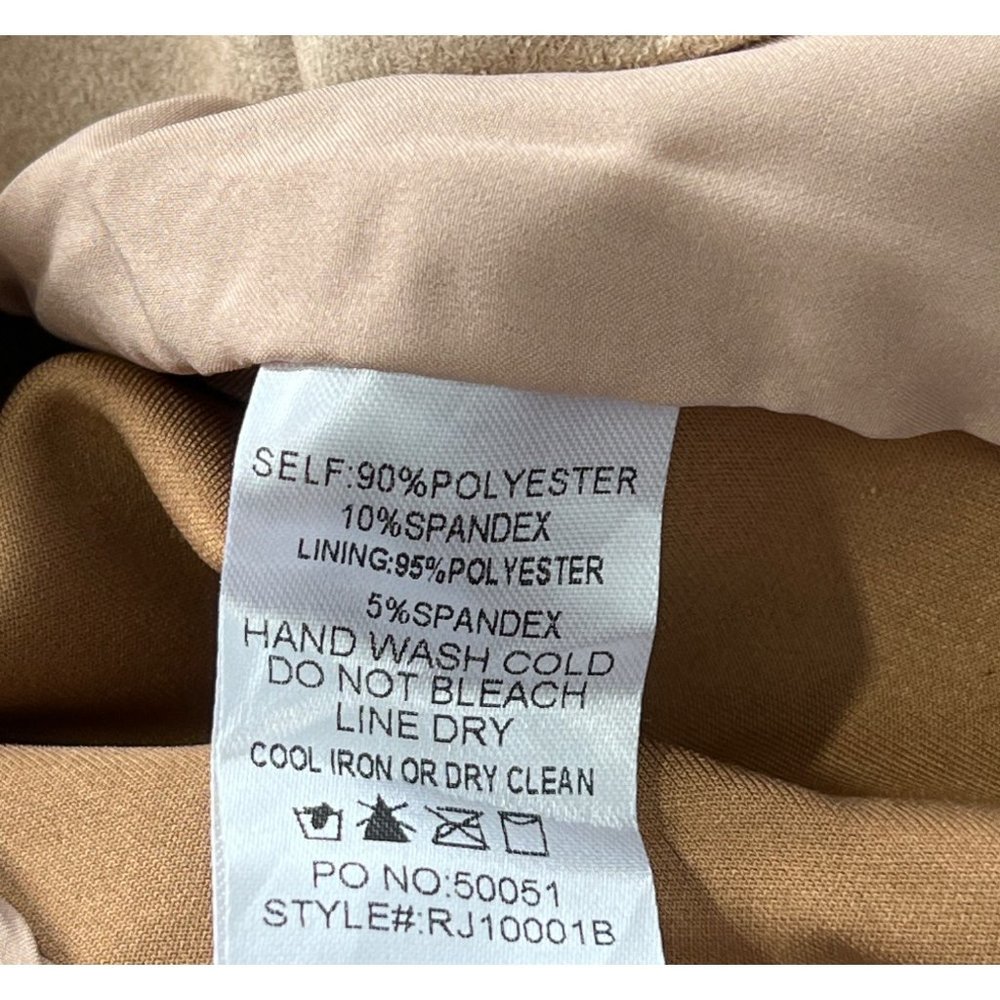 SELF:90%POLYESTER
10%SPANDEX
LINING:95%POLYESTER
5%SPANDEX
HAND WASH COLD
DO NOT BLEACH
LINE DRY
COOL IRON OR DRY CLEAN
PO NO:50051
STYLE#:RJ10001B